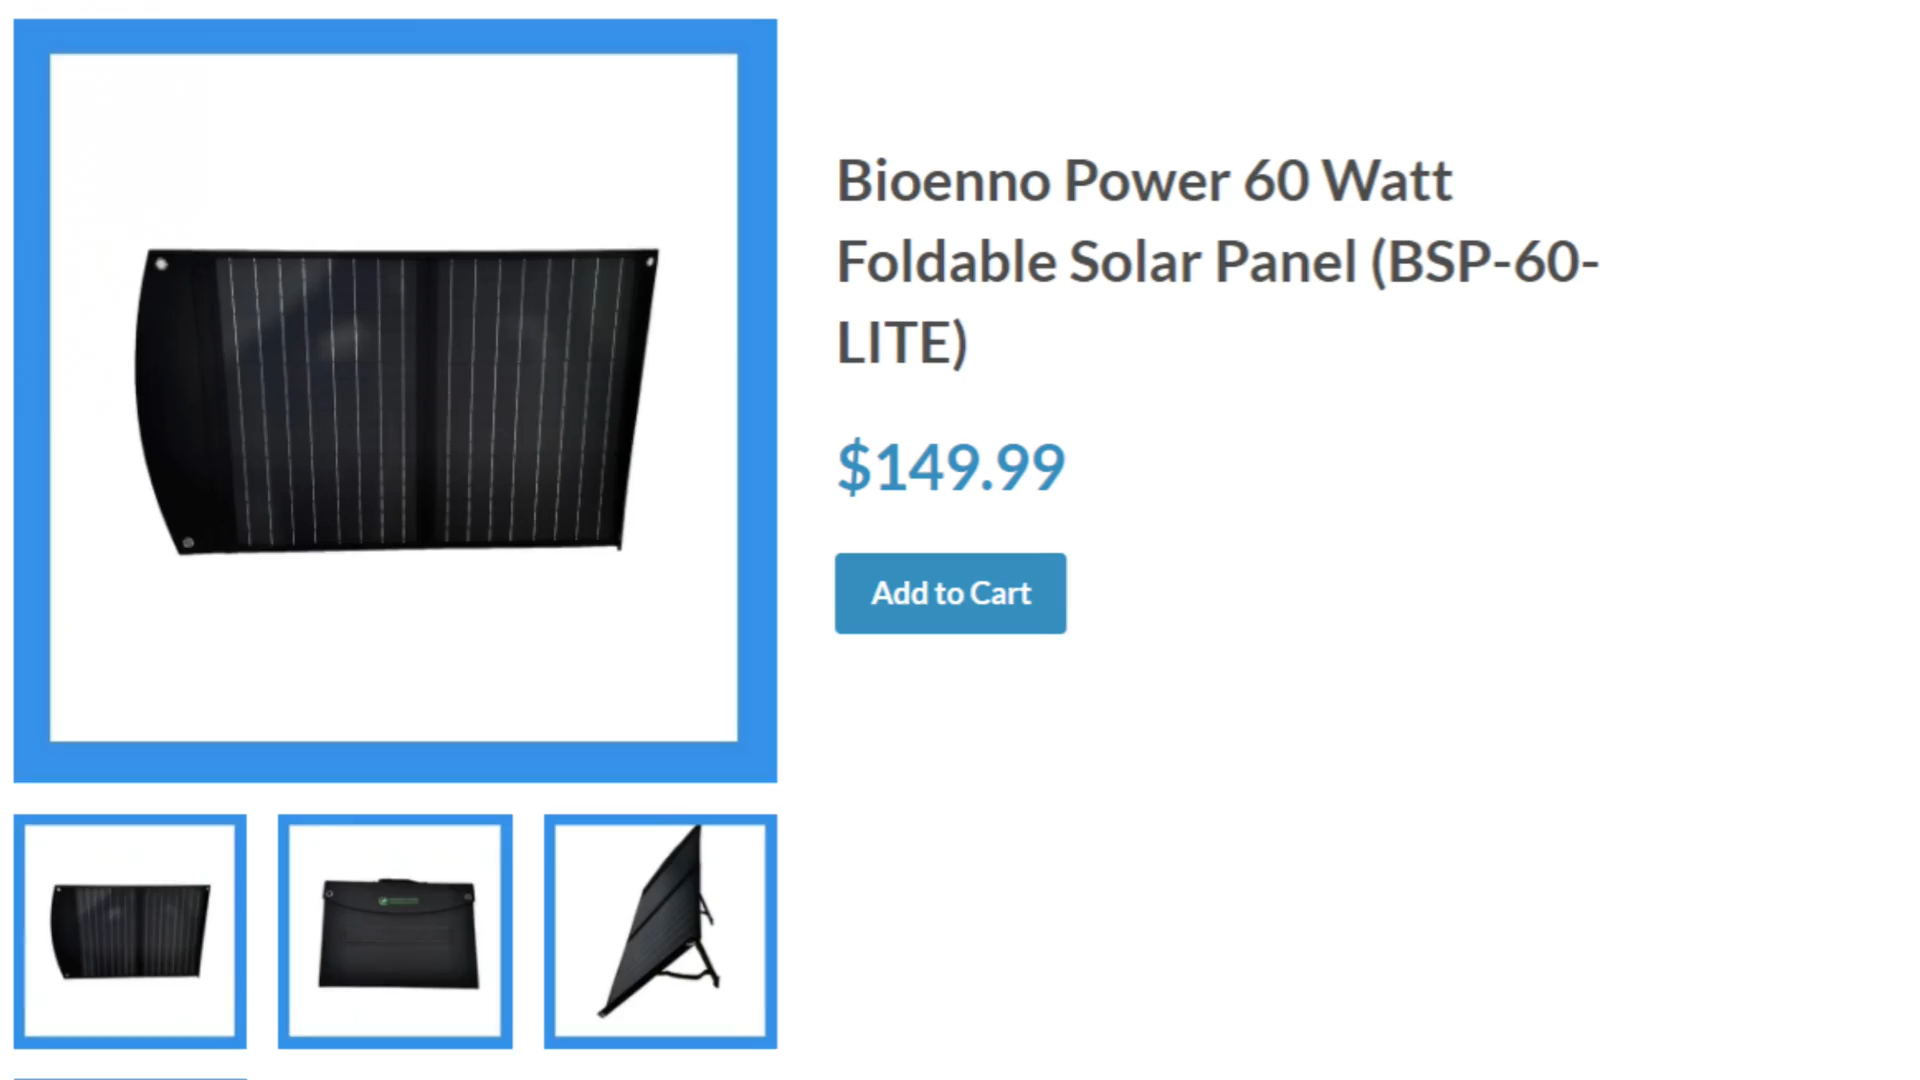 Bioenno Power 60 Watt
Foldable Solar Panel (BSP-60-
LITE)
$149.99
Add to Cart